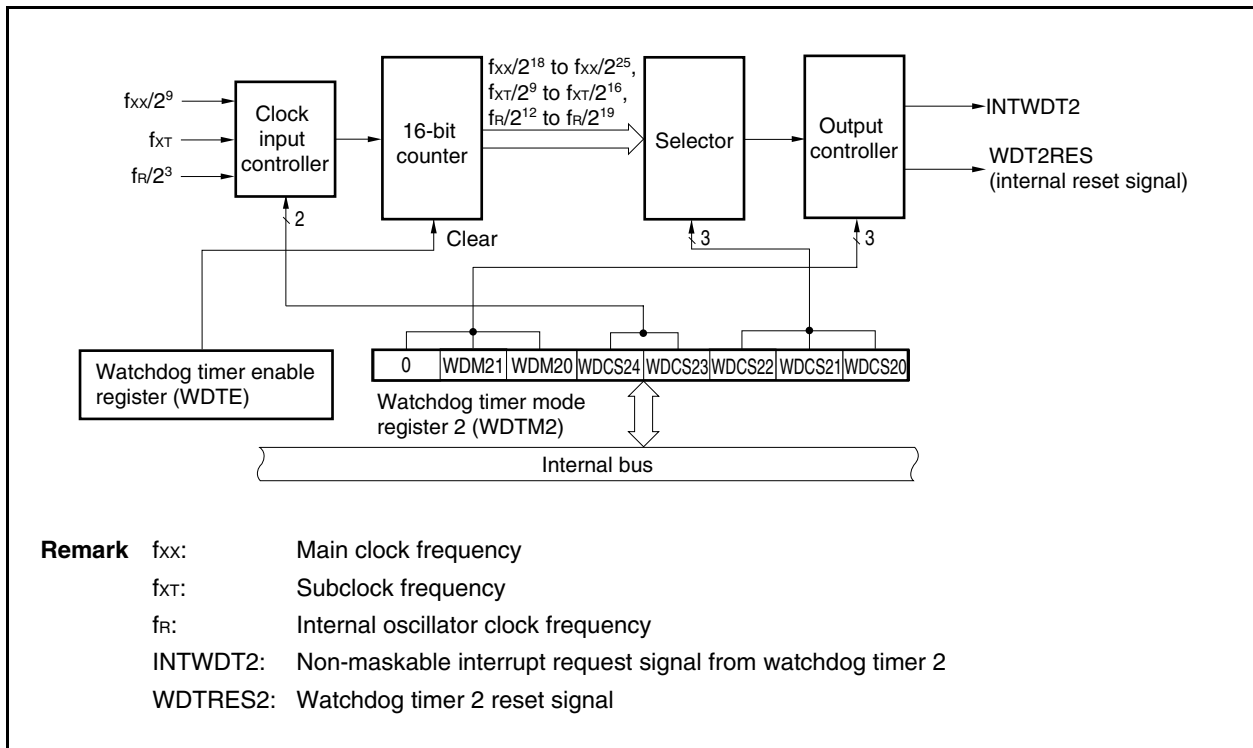 fXX/2⁹
fXT
fR/2³
Clock
input
controller
2
16-bit
counter
Clear
fXX/2¹⁸ to fXX/2²⁵,
fXT/2⁹ to fXT/2¹⁶,
fR/2¹² to fR/2¹⁹
Selector
3
Output
controller
3
INTWDT2
WDT2RES
(internal reset signal)
Watchdog timer enable
register (WDTE)
0 WDM21 WDM20 WDCS24 WDCS23 WDCS22 WDCS21 WDCS20
Watchdog timer mode
register 2 (WDTM2)
Internal bus
Remark fXX: Main clock frequency
fXT: Subclock frequency
fR: Internal oscillator clock frequency
INTWDT2: Non-maskable interrupt request signal from watchdog timer 2
WDTRES2: Watchdog timer 2 reset signal